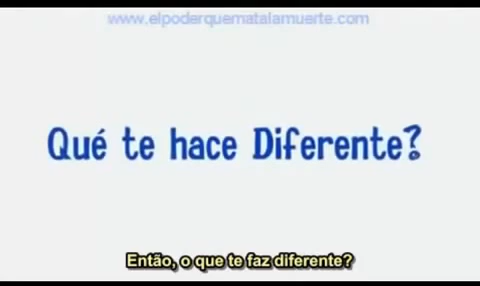 www.elpoderquematalamuerte.com
Qué te hace Diferente?
Então, o que te faz diferente?